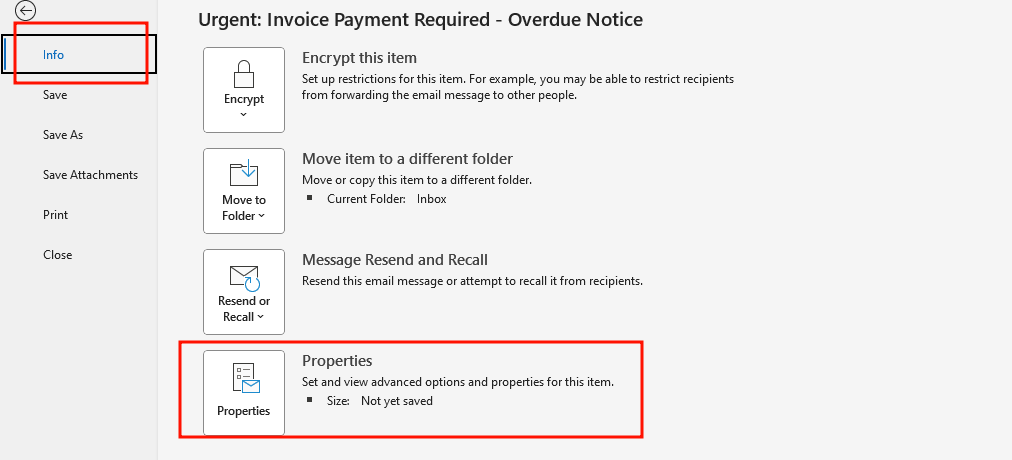 Urgent: Invoice Payment Required - Overdue Notice
Info
Save
Save As
Save Attachments
Print
Close
Encrypt
Encrypt this item
Set up restrictions for this item. For example, you may be able to restrict recipients
from forwarding the email message to other people.
Move to
Folder
Move item to a different folder
Move or copy this item to a different folder.
Current Folder: Inbox
Resend or
Recall
Message Resend and Recall
Resend this email message or attempt to recall it from recipients.
Properties
Properties
Set and view advanced options and properties for this item.
Size: Not yet saved